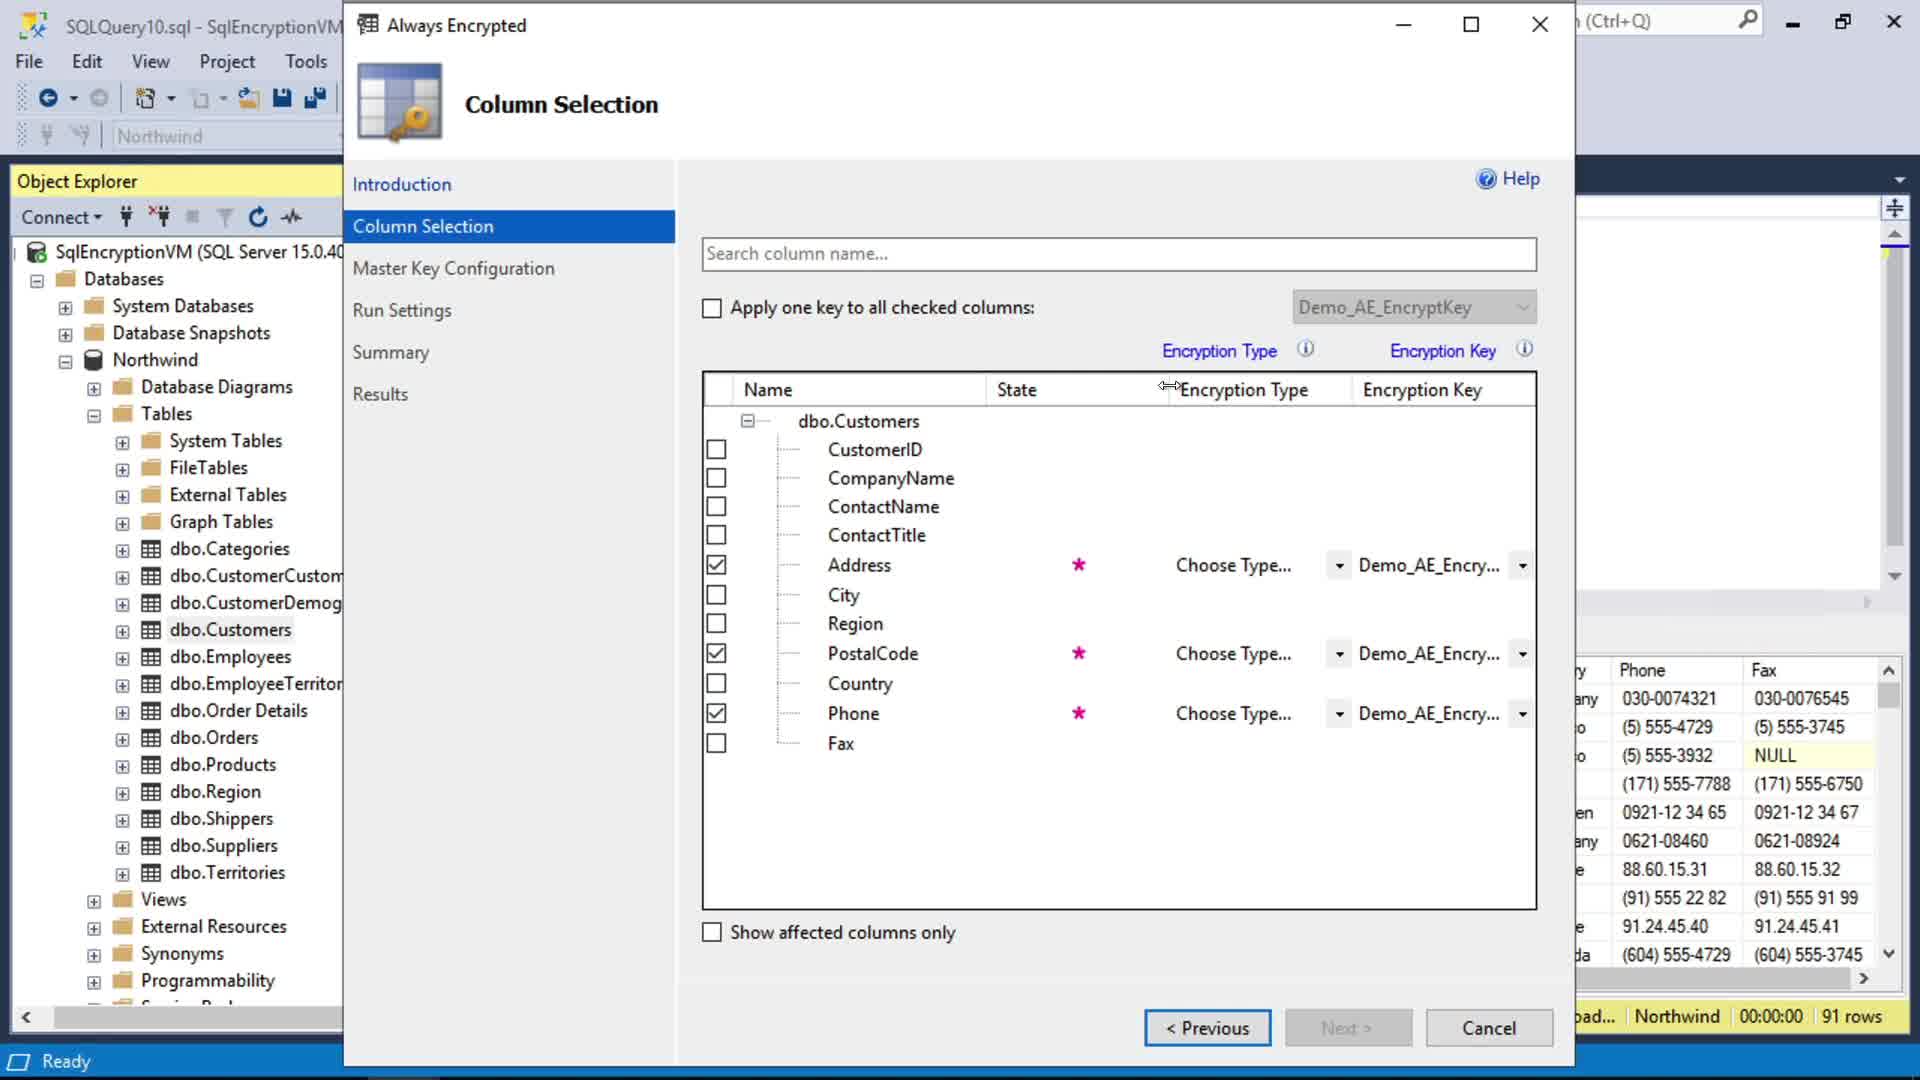 SQLQuery10.sql - SqlEncryptionVM
Always Encrypted
(Ctrl+Q)
File Edit View Project Tools
Column Selection
Northwind
Object Explorer
Connect
SqlEncryptionVM (SQL Server 15.0.40
Databases
System Databases
Database Snapshots
Northwind
Database Diagrams
Tables
System Tables
FileTables
External Tables
Graph Tables
dbo.Categories
dbo.CustomerCustom
dbo.CustomerDemog
dbo.Customers
dbo.Employees
dbo.EmployeeTerritor
dbo.Order Details
dbo.Orders
dbo.Products
dbo.Region
dbo.Shippers
dbo.Suppliers
dbo.Territories
Views
External Resources
Synonyms
Programmability
Introduction
Column Selection
Master Key Configuration
Run Settings
Summary
Results
Help
Search column name...
Apply one key to all checked columns: Demo_AE_EncryptKey
Encryption Type Encryption Key
Name State Encryption Type Encryption Key
dbo.Customers
CustomerID
CompanyName
ContactName
ContactTitle
Address * Choose Type... Demo_AE_Encry...
City
Region
PostalCode * Choose Type... Demo_AE_Encry...
Country
Phone * Choose Type... Demo_AE_Encry...
Fax
Show affected columns only
< Previous Next > Cancel
ry Phone Fax
any 030-0074321 030-0076545
o (5) 555-4729 (5) 555-3745
o (5) 555-3932 NULL
(171) 555-7788 (171) 555-6750
en 0921-12 34 65 0921-12 34 67
any 0621-08460 0621-08924
e 88.60.15.31 88.60.15.32
(91) 555 22 82 (91) 555 91 99
e 91.24.45.40 91.24.45.41
da (604) 555-4729 (604) 555-3745
oad... Northwind 00:00:00 91 rows
Ready